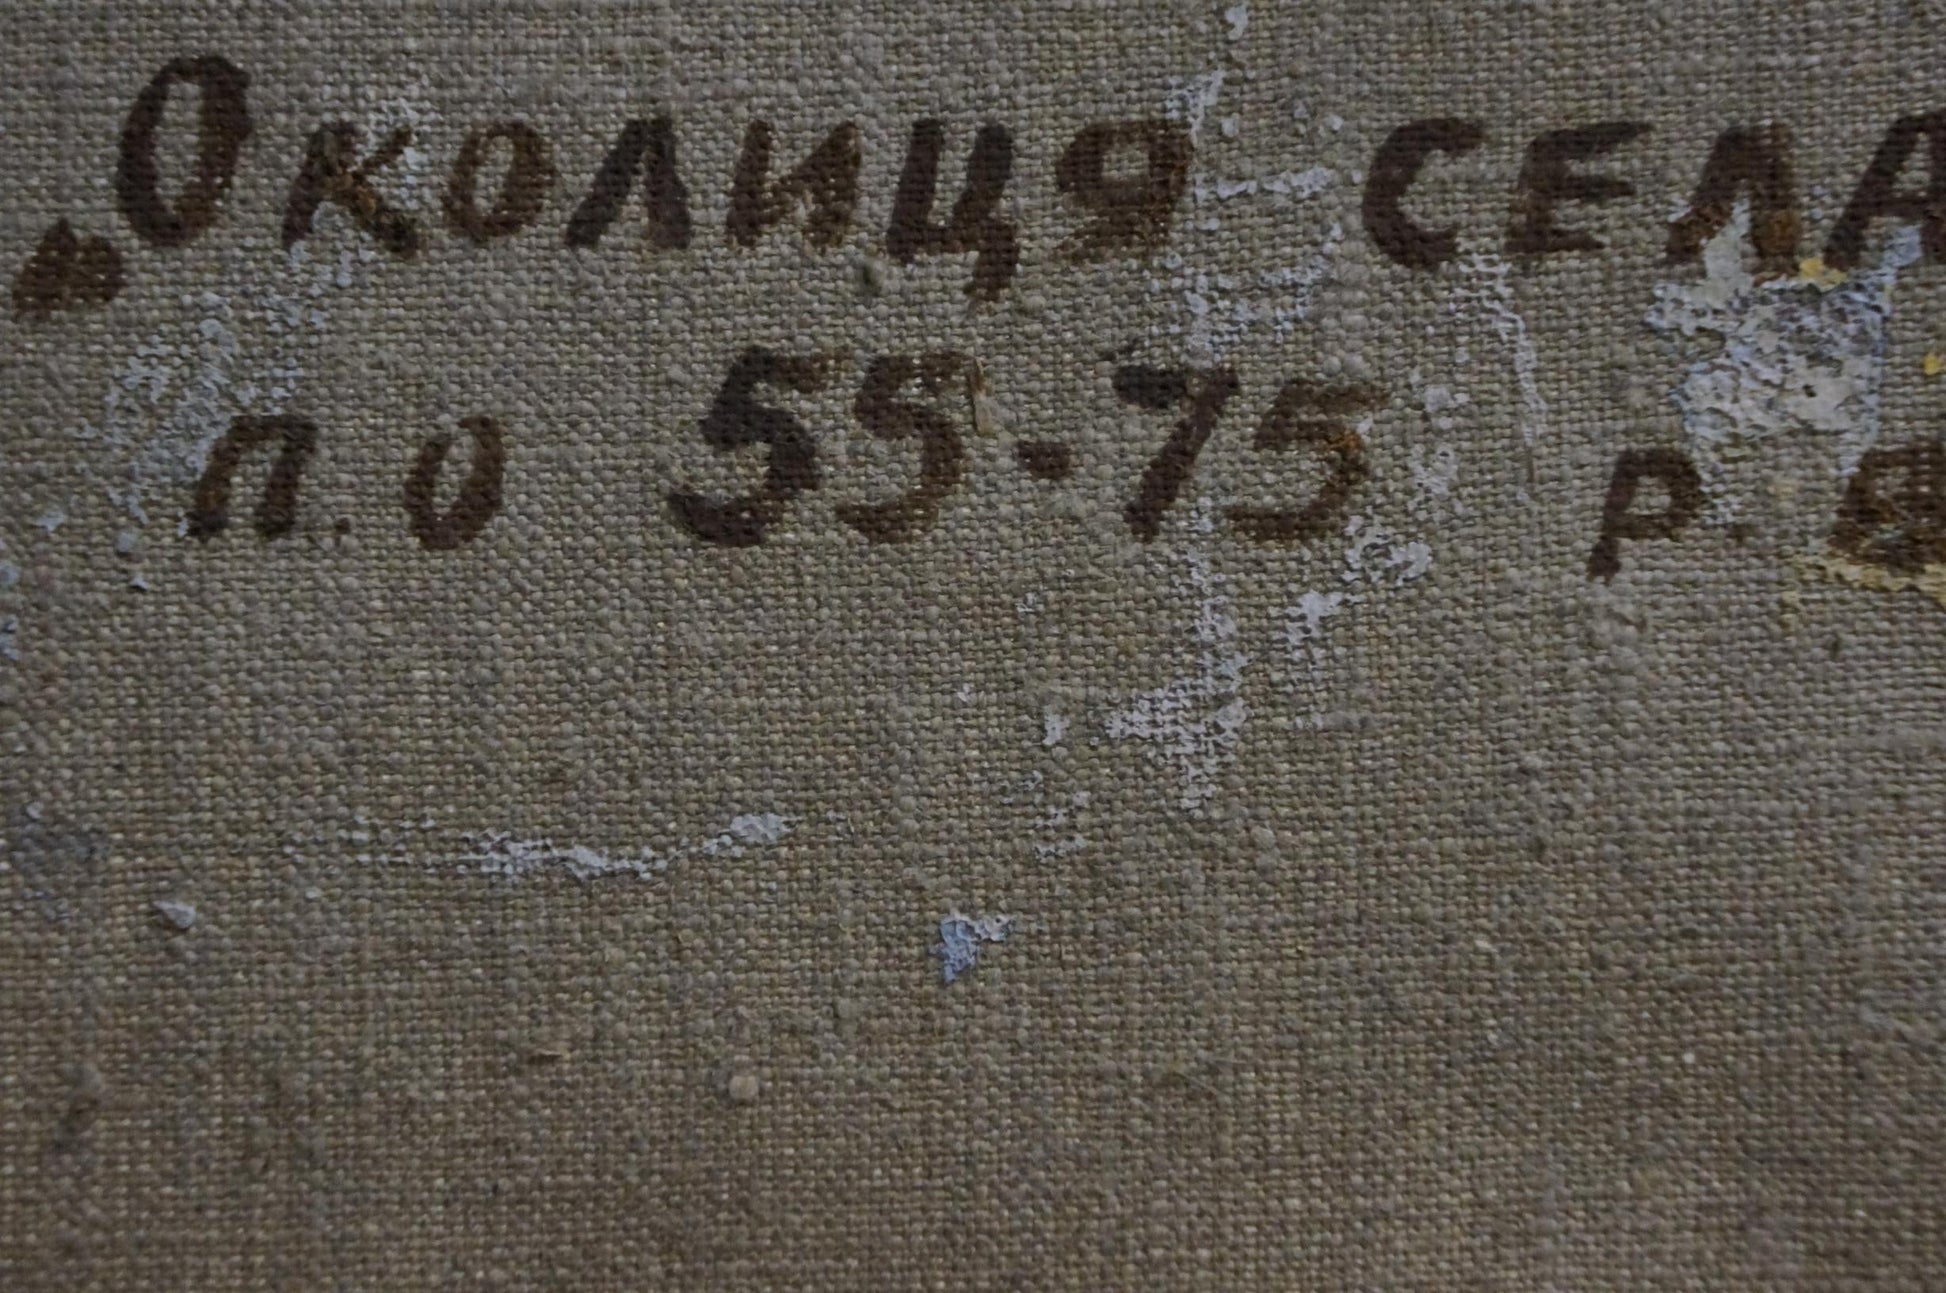 „Околиця села
п.о 55-75 р.